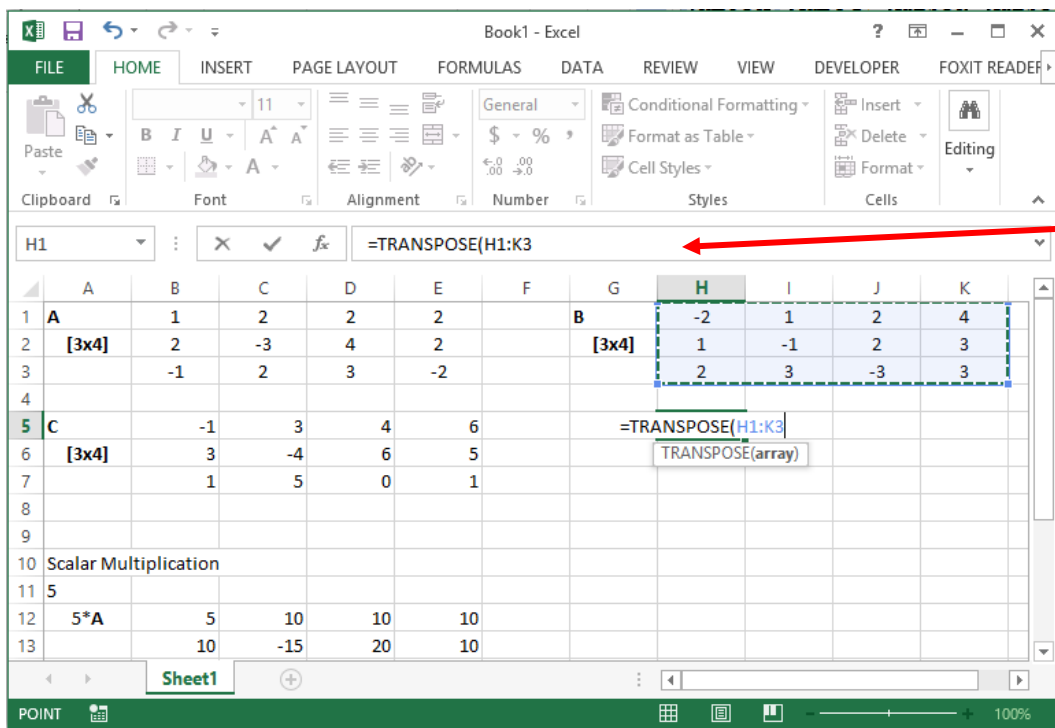 Book1 - Excel ?
FILE HOME INSERT PAGE LAYOUT FORMULAS DATA REVIEW VIEW DEVELOPER FOXIT READER
Paste 11 General Conditional Formatting Insert
B I U A A $ % , Format as Table Delete Editing
A .0 .00 .00 .0 Cell Styles Format
Clipboard Font Alignment Number Styles Cells
H1 fx =TRANSPOSE(H1:K3
A B C D E F G H I J K
1 A 1 2 2 2 B -2 1 2 4
2 [3x4] 2 -3 4 2 [3x4] 1 -1 2 3
3 -1 2 3 -2 2 3 -3 3
4
5 C -1 3 4 6 =TRANSPOSE(H1:K3
6 [3x4] 3 -4 6 5 TRANSPOSE(array)
7 1 5 0 1
8
9
10 Scalar Multiplication
11 5
12 5*A 5 10 10 10
13 10 -15 20 10
Sheet1
POINT 100%